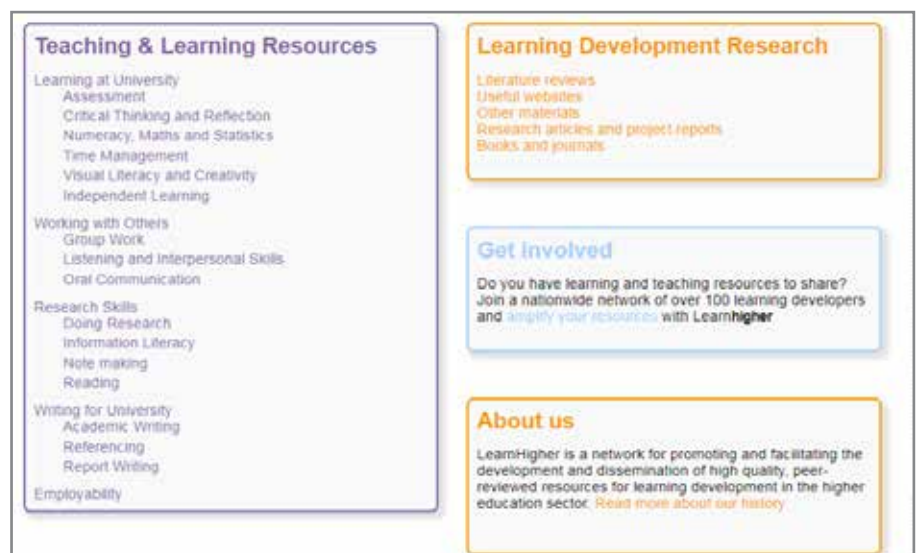 Teaching & Learning Resources
Learning at University
Assessment
Critical Thinking and Reflection
Numeracy, Maths and Statistics
Time Management
Visual Literacy and Creativity
Independent Learning
Working with Others
Group Work
Listening and Interpersonal Skills
Oral Communication
Research Skills
Doing Research
Information Literacy
Note making
Reading
Writing for University
Academic Writing
Referencing
Report Writing
Employability
Learning Development Research
Literature reviews
Useful websites
Other materials
Research articles and project reports
Books and journals
Get Involved
Do you have learning and teaching resources to share?
Join a nationwide network of over 100 learning developers
and amplify your resources with Learnhigher
About us
LearnHigher is a network for promoting and facilitating the
development and dissemination of high quality, peer-
reviewed resources for learning development in the higher
education sector. Read more about our history